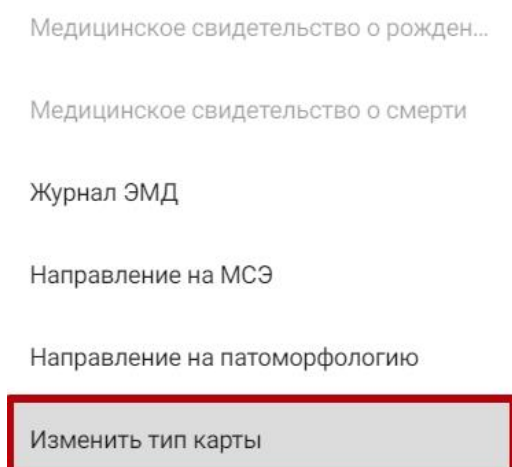 Медицинское свидетельство о рожден...
Медицинское свидетельство о смерти
Журнал ЭМД
Направление на МСЭ
Направление на патоморфологию
Изменить тип карты